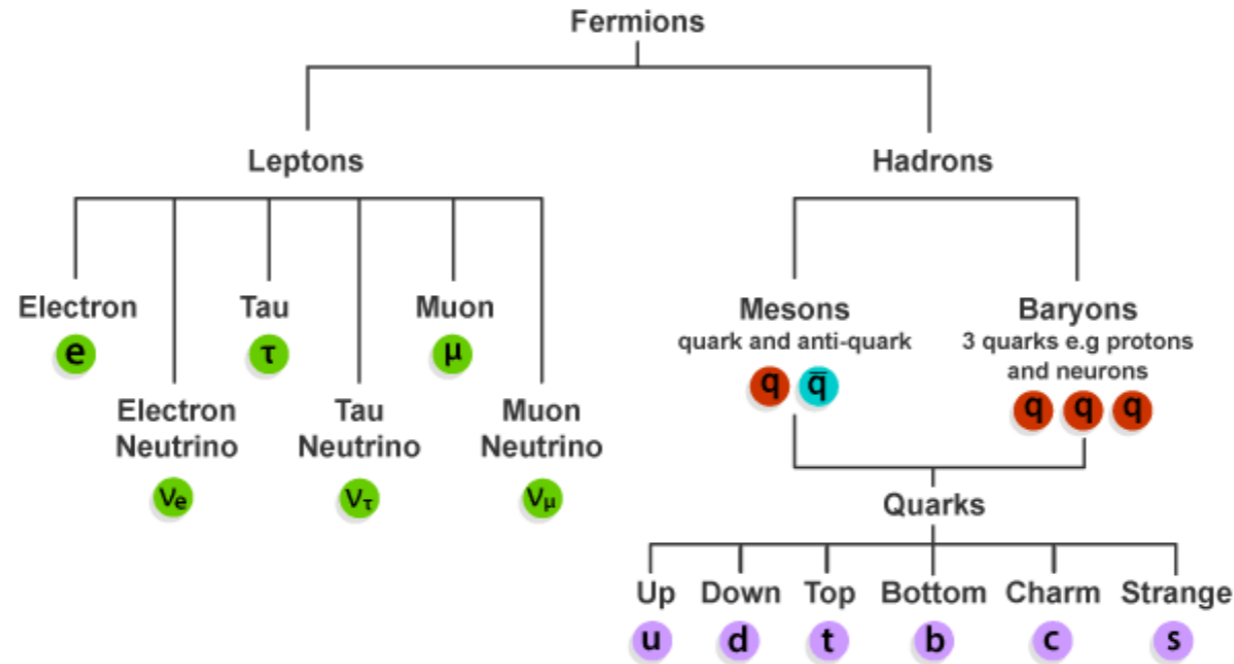 Fermions
Leptons
Hadrons
Electron
e
Tau
τ
Muon
μ
Electron
Neutrino
νe
Tau
Neutrino
ντ
Muon
Neutrino
νμ
Mesons
quark and anti-quark
q q̅
Baryons
3 quarks e.g protons
and neurons
q q q
Quarks
Up Down Top Bottom Charm Strange
u d t b c s